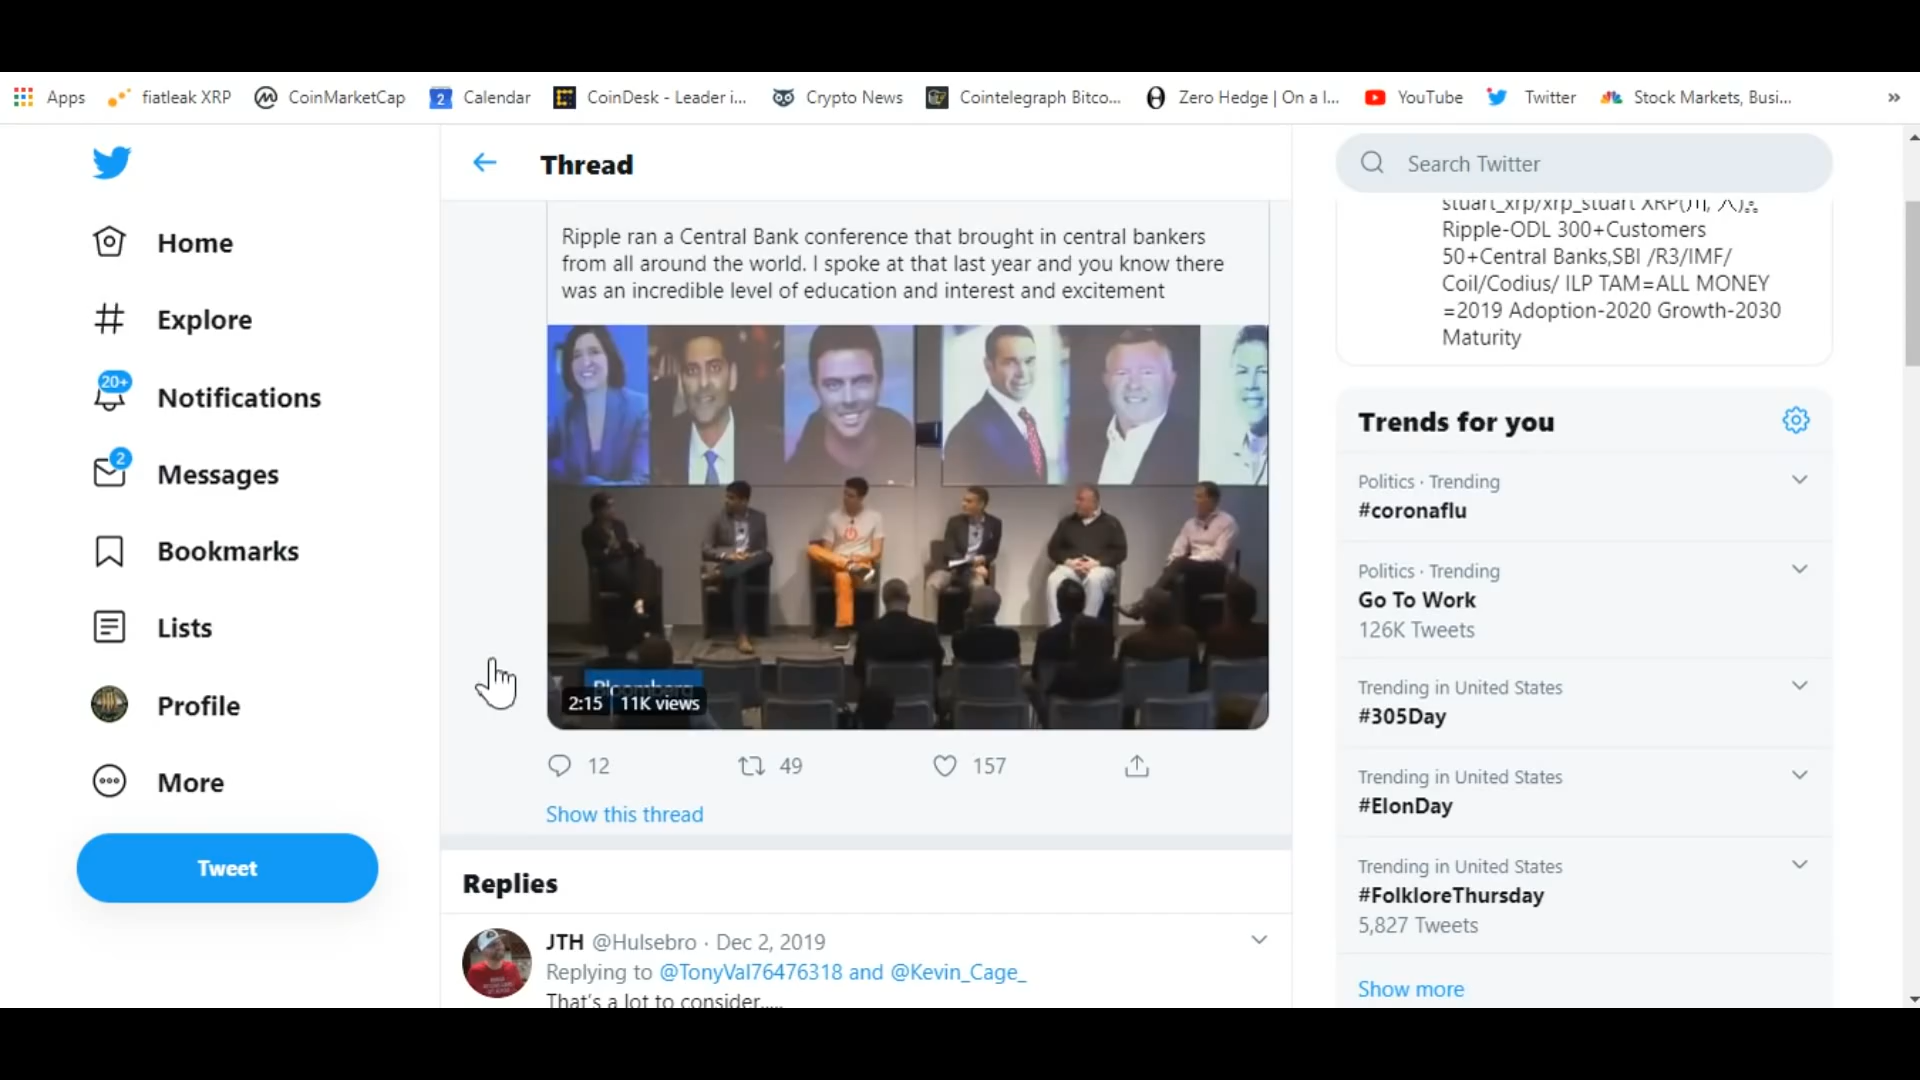 Apps
fiatleak XRP
CoinMarketCap
2
Calendar
CoinDesk - Leader i...
Crypto News
Cointelegraph Bitco...
Zero Hedge | On a l...
YouTube
Twitter
Stock Markets, Busi...
»
Home
Explore
20+
Notifications
2
Messages
Bookmarks
Lists
Profile
More
Tweet
Thread
Ripple ran a Central Bank conference that brought in central bankers
from all around the world. I spoke at that last year and you know there
was an incredible level of education and interest and excitement
Bloomberg
2:15 11K views
12
49
157
Show this thread
Replies
JTH @Hulsebro · Dec 2, 2019
Replying to @TonyVal76476318 and @Kevin_Cage_
That's a lot to consider.....
Search Twitter
stuart_xrp/xrp_stuart XRP
Ripple-ODL 300+Customers
50+Central Banks,SBI /R3/IMF/
Coil/Codius/ ILP TAM=ALL MONEY
=2019 Adoption-2020 Growth-2030
Maturity
Trends for you
Politics · Trending
#coronaflu
Politics · Trending
Go To Work
126K Tweets
Trending in United States
#305Day
Trending in United States
#ElonDay
Trending in United States
#FolkloreThursday
5,827 Tweets
Show more